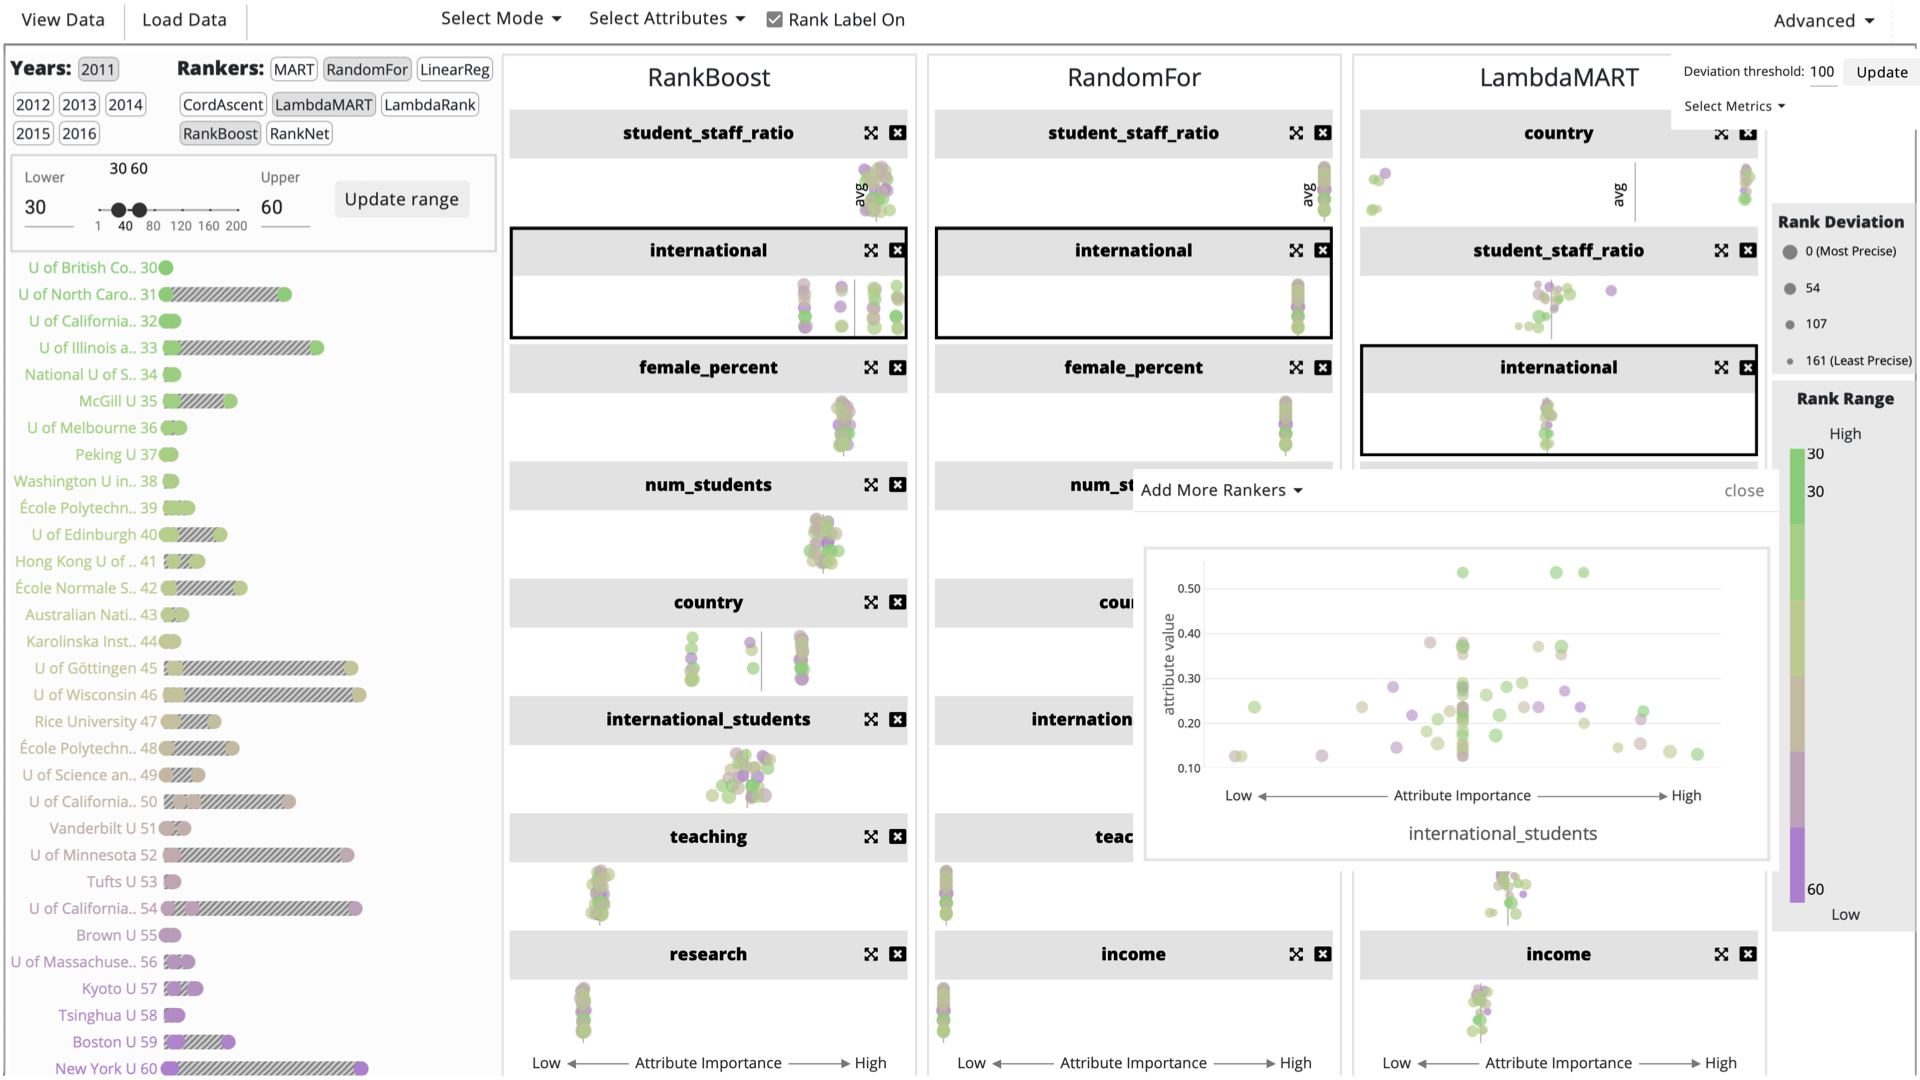 View Data
Load Data
Select Mode
Select Attributes
Rank Label On
Advanced
Years: 2011
2012 2013 2014
2015 2016
Rankers: MART RandomFor LinearReg
CordAscent LambdaMART LambdaRank
RankBoost RankNet
30 60
Lower
30
1 40 80 120 160 200
Upper
60
Update range
U of British Co.. 30
U of North Caro.. 31
U of California.. 32
U of Illinois a.. 33
National U of S.. 34
McGill U 35
U of Melbourne 36
Peking U 37
Washington U in.. 38
École Polytechn.. 39
U of Edinburgh 40
Hong Kong U of .. 41
École Normale S.. 42
Australian Nati.. 43
Karolinska Inst.. 44
U of Göttingen 45
U of Wisconsin 46
Rice University 47
École Polytechn.. 48
U of Science an.. 49
U of California.. 50
Vanderbilt U 51
U of Minnesota 52
Tufts U 53
U of California.. 54
Brown U 55
U of Massachuse.. 56
Kyoto U 57
Tsinghua U 58
Boston U 59
New York U 60
RankBoost
student_staff_ratio
avg
international
female_percent
num_students
country
international_students
teaching
research
Low Attribute Importance High
RandomFor
student_staff_ratio
avg
international
female_percent
num_st
cou
internation
teac
income
Low Attribute Importance High
LambdaMART
country
avg
student_staff_ratio
international
income
Low Attribute Importance High
Deviation threshold: 100 Update
Select Metrics
Add More Rankers
close
attribute value
0.50
0.40
0.30
0.20
0.10
Low Attribute Importance High
international_students
Rank Deviation
0 (Most Precise)
54
107
161 (Least Precise)
Rank Range
High
30
30
60
Low